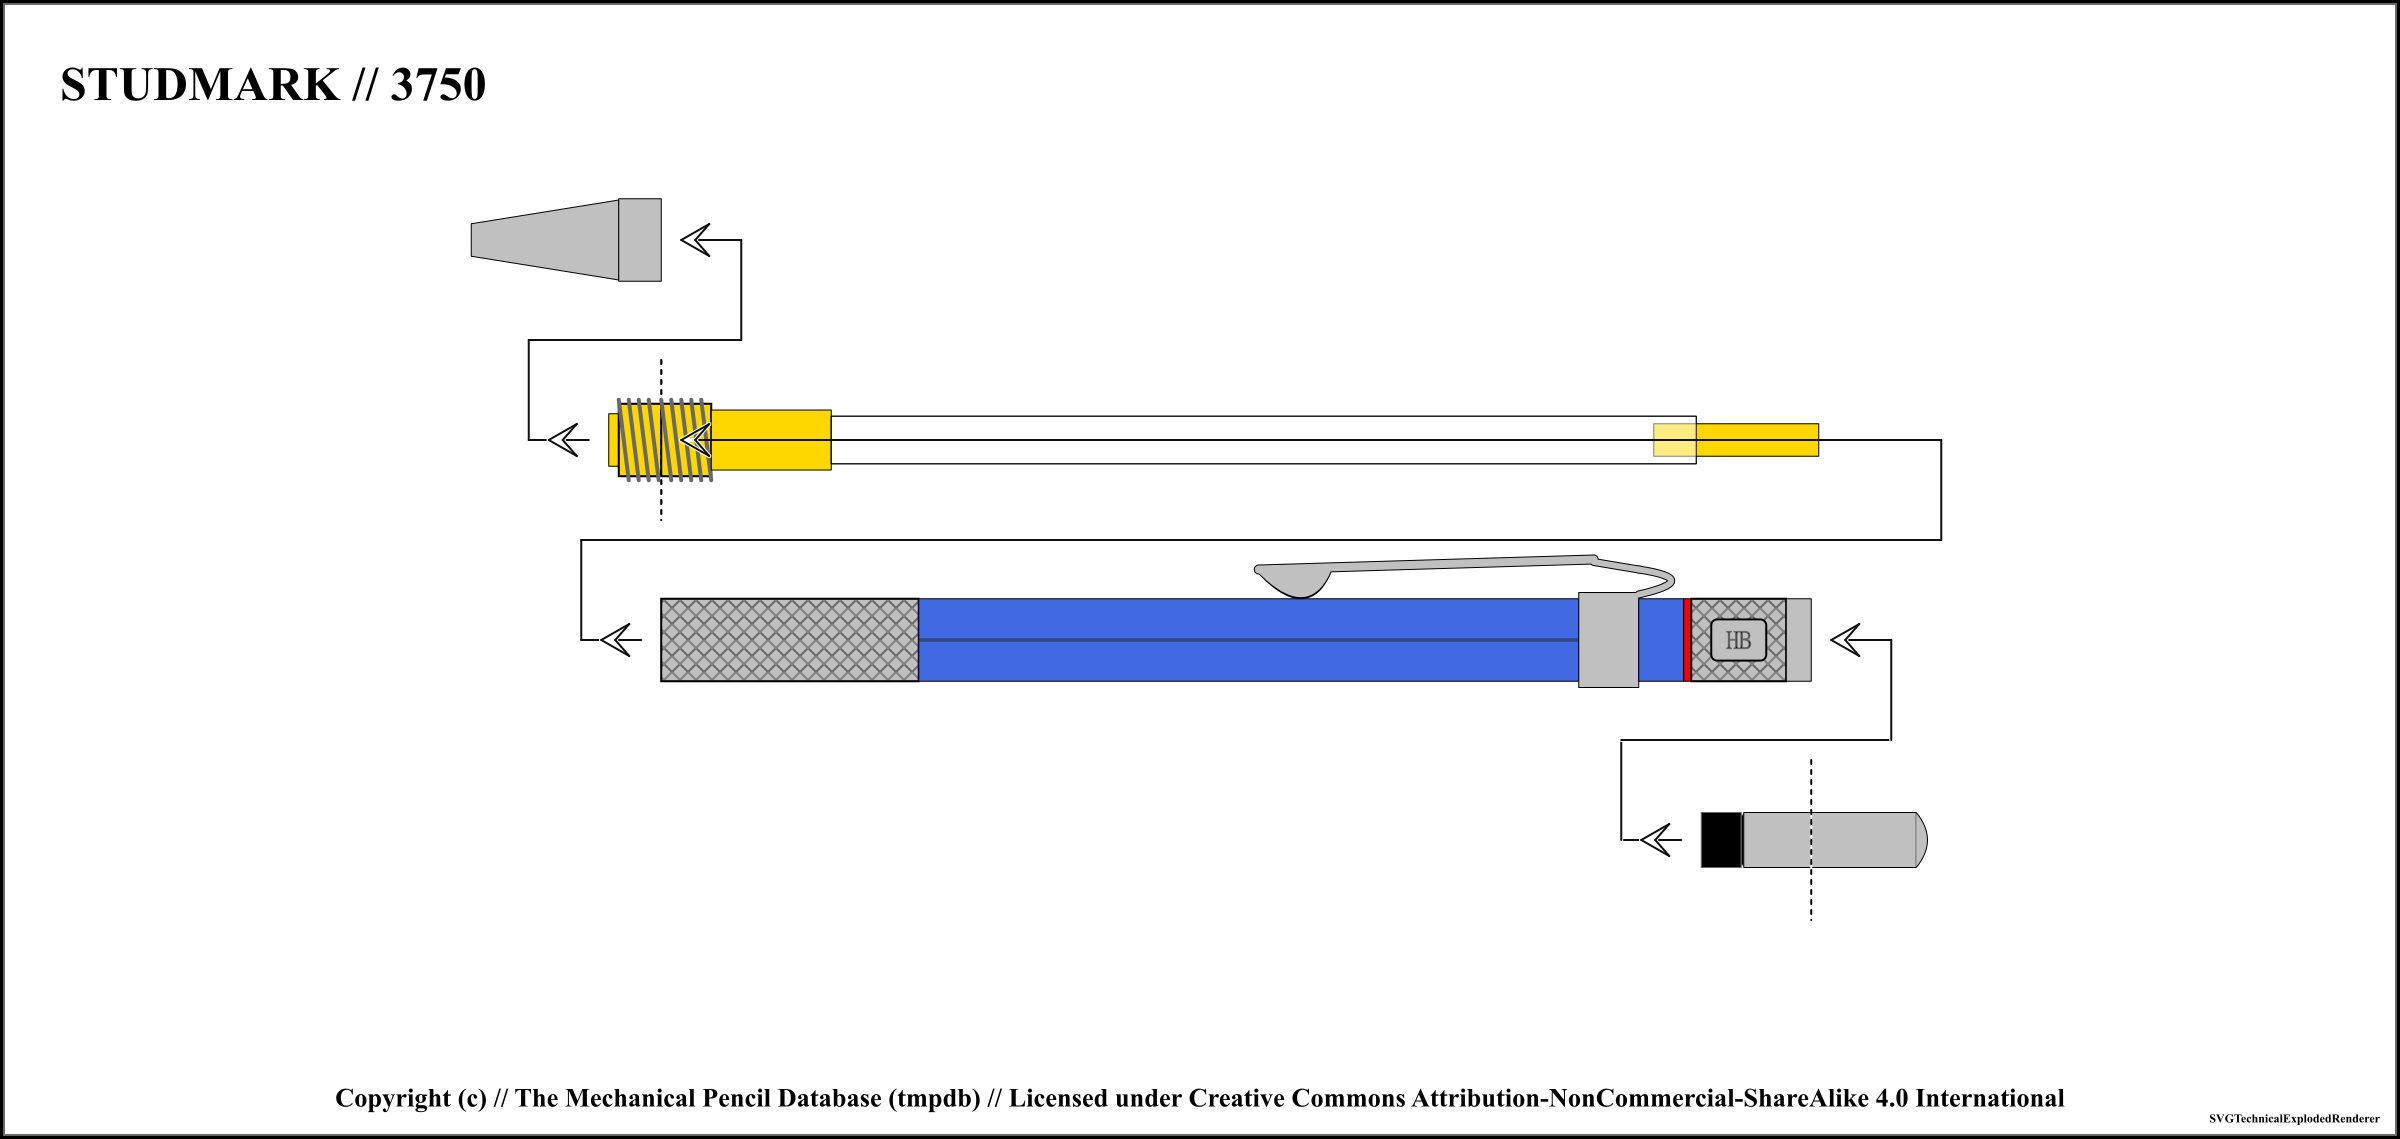 STUDMARK // 3750
HB
Copyright (c) // The Mechanical Pencil Database (tmpdb) // Licensed under Creative Commons Attribution-NonCommercial-ShareAlike 4.0 International
SVGTechnicalExplodedRenderer